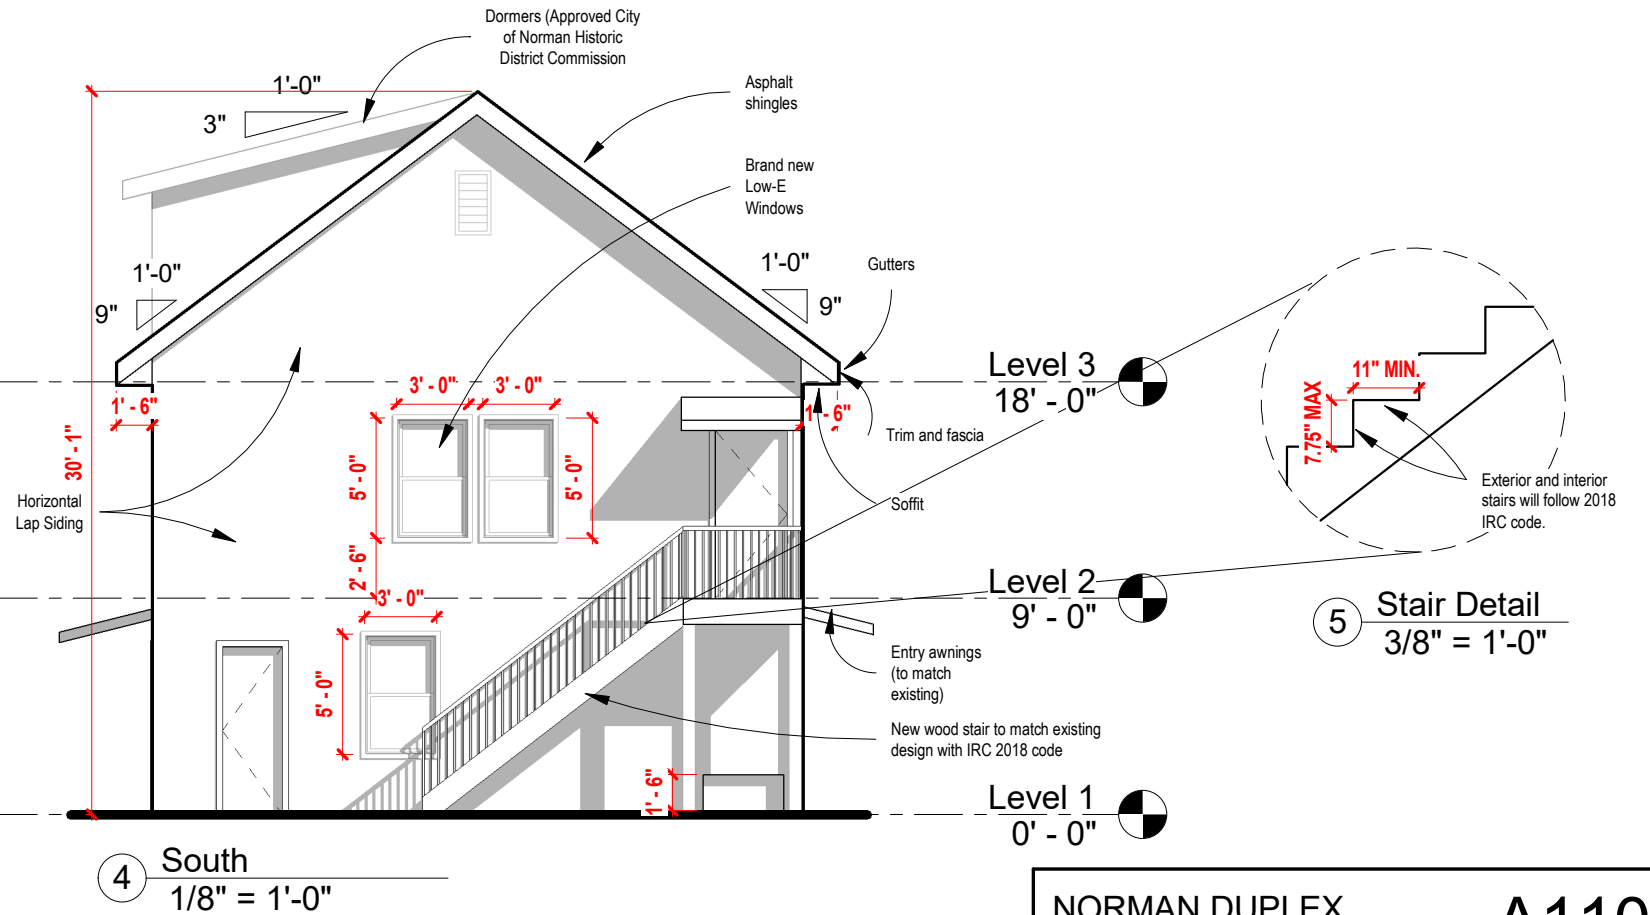 Dormers (Approved City
of Norman Historic
District Commission
1'-0"
3"
Asphalt
shingles
Brand new
Low-E
Windows
1'-0"
9"
1'-0"
9"
Gutters
Level 3
18' - 0"
1' - 6"
3' - 0"
3' - 0"
1' - 6"
30' - 1"
5' - 0"
5' - 0"
Trim and fascia
Horizontal
Lap Siding
Soffit
2' - 6"
3' - 0"
Level 2
9' - 0"
5' - 0"
Entry awnings
(to match
existing)
New wood stair to match existing
design with IRC 2018 code
1' - 6"
Level 1
0' - 0"
11" MIN.
7.75" MAX
Exterior and interior
stairs will follow 2018
IRC code.
5
Stair Detail
3/8" = 1'-0"
4
South
1/8" = 1'-0"
NORMAN DUPLEX
A110